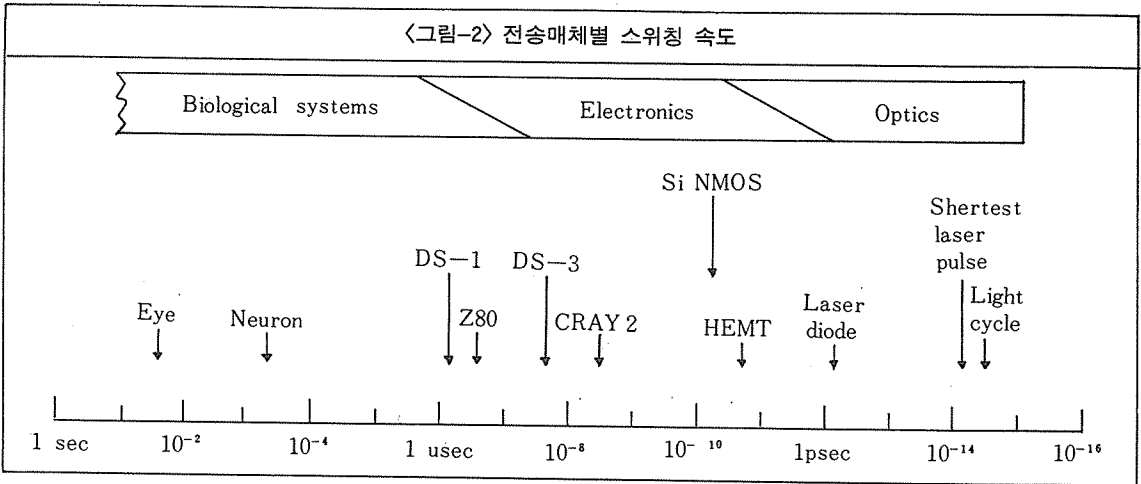 〈그림-2〉 전송매체별 스위칭 속도
Biological systems
Electronics
Optics
Si NMOS
Shertest
laser
pulse
DS-1
DS-3
Eye
Neuron
Z80
CRAY 2
HEMT
Laser
diode
Light
cycle
1 sec
10⁻²
10⁻⁴
1 usec
10⁻⁸
10⁻¹⁰
1psec
10⁻¹⁴
10⁻¹⁶